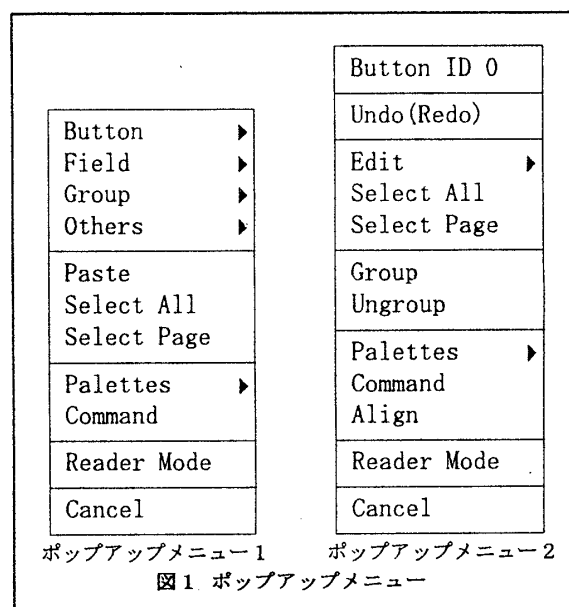 Button
Field
Group
Others
Paste
Select All
Select Page
Palettes
Command
Reader Mode
Cancel
ポップアップメニュー1
Button ID 0
Undo(Redo)
Edit
Select All
Select Page
Group
Ungroup
Palettes
Command
Align
Reader Mode
Cancel
ポップアップメニュー2
図1 ポップアップメニュー